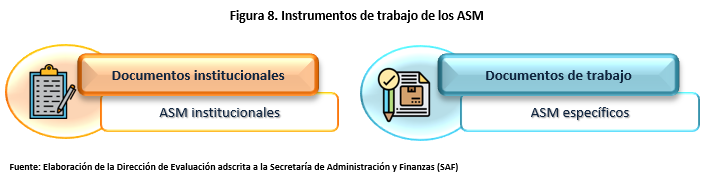 Figura 8. Instrumentos de trabajo de los ASM
Documentos institucionales
ASM institucionales
Documentos de trabajo
ASM específicos
Fuente: Elaboración de la Dirección de Evaluación adscrita a la Secretaría de Administración y Finanzas (SAF)